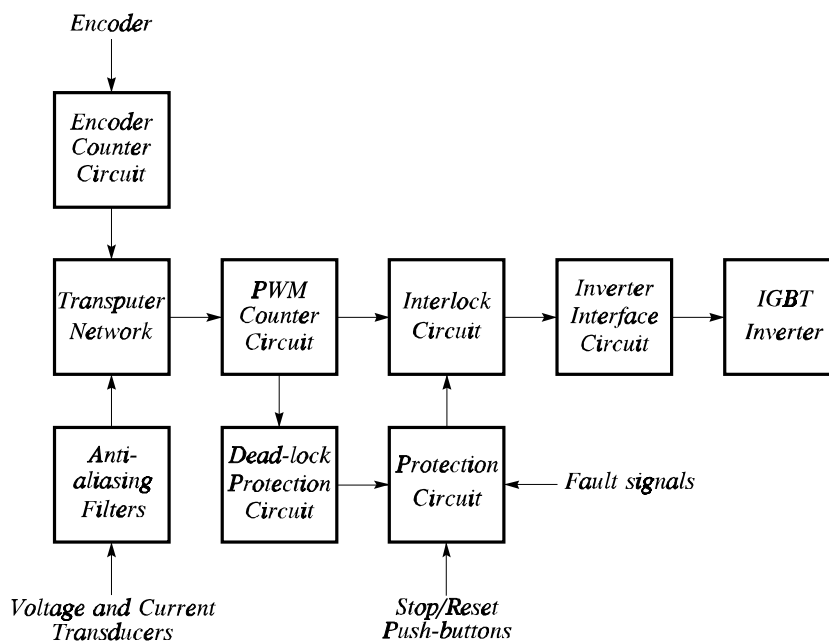 Encoder
Encoder
Counter
Circuit
Transputer
Network
PWM
Counter
Circuit
Interlock
Circuit
Inverter
Interface
Circuit
IGBT
Inverter
Anti-
aliasing
Filters
Dead-lock
Protection
Circuit
Protection
Circuit
Fault signals
Voltage and Current
Transducers
Stop/Reset
Push-buttons